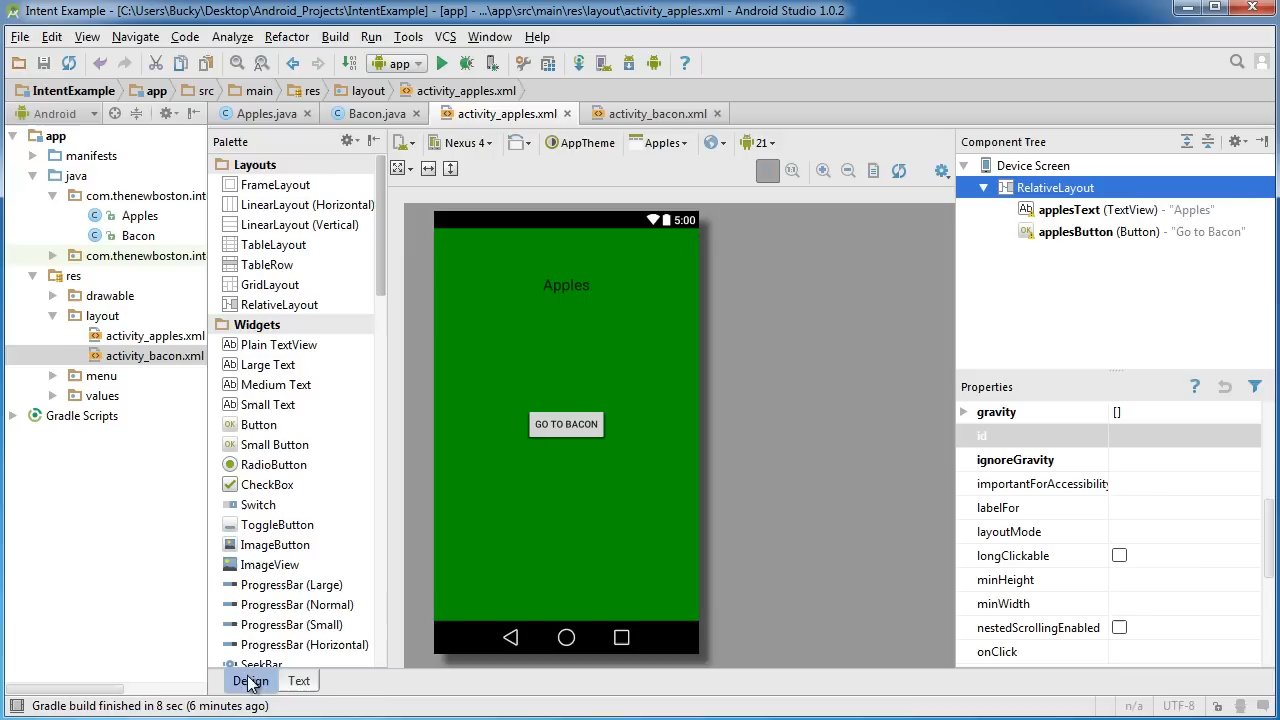 Intent Example - [C:\Users\Bucky\Desktop\Android_Projects\IntentExample] - [ap] - ...\app\src\main\res\layout\activity_apples.xml - Android Studio 1.0.2
File Edit View Navigate Code Analyze Refactor Build Run Tools VCS Window Help
app
IntentExample app src main res layout activity_apples.xml
Android
Apples.java Bacon.java activity_apples.xml activity_bacon.xml
app
manifests
java
com.thenewboston.int
Apples
Bacon
com.thenewboston.int
res
drawable
layout
activity_apples.xml
activity_bacon.xml
menu
values
Gradle Scripts
Palette
Layouts
FrameLayout
LinearLayout (Horizontal)
LinearLayout (Vertical)
TableLayout
TableRow
GridLayout
RelativeLayout
Widgets
Plain TextView
Large Text
Medium Text
Small Text
Button
Small Button
RadioButton
CheckBox
Switch
ToggleButton
ImageButton
ImageView
ProgressBar (Large)
ProgressBar (Normal)
ProgressBar (Small)
ProgressBar (Horizontal)
SeekBar
Nexus 4 AppTheme Apples 21
5:00
Apples
GO TO BACON
Design Text
Component Tree
Device Screen
RelativeLayout
applesText (TextView) - "Apples"
applesButton (Button) - "Go to Bacon"
Properties
gravity []
id
ignoreGravity
importantForAccessibility
labelFor
layoutMode
longClickable
minHeight
minWidth
nestedScrollingEnabled
onClick
Gradle build finished in 8 sec (6 minutes ago)
n/a UTF-8